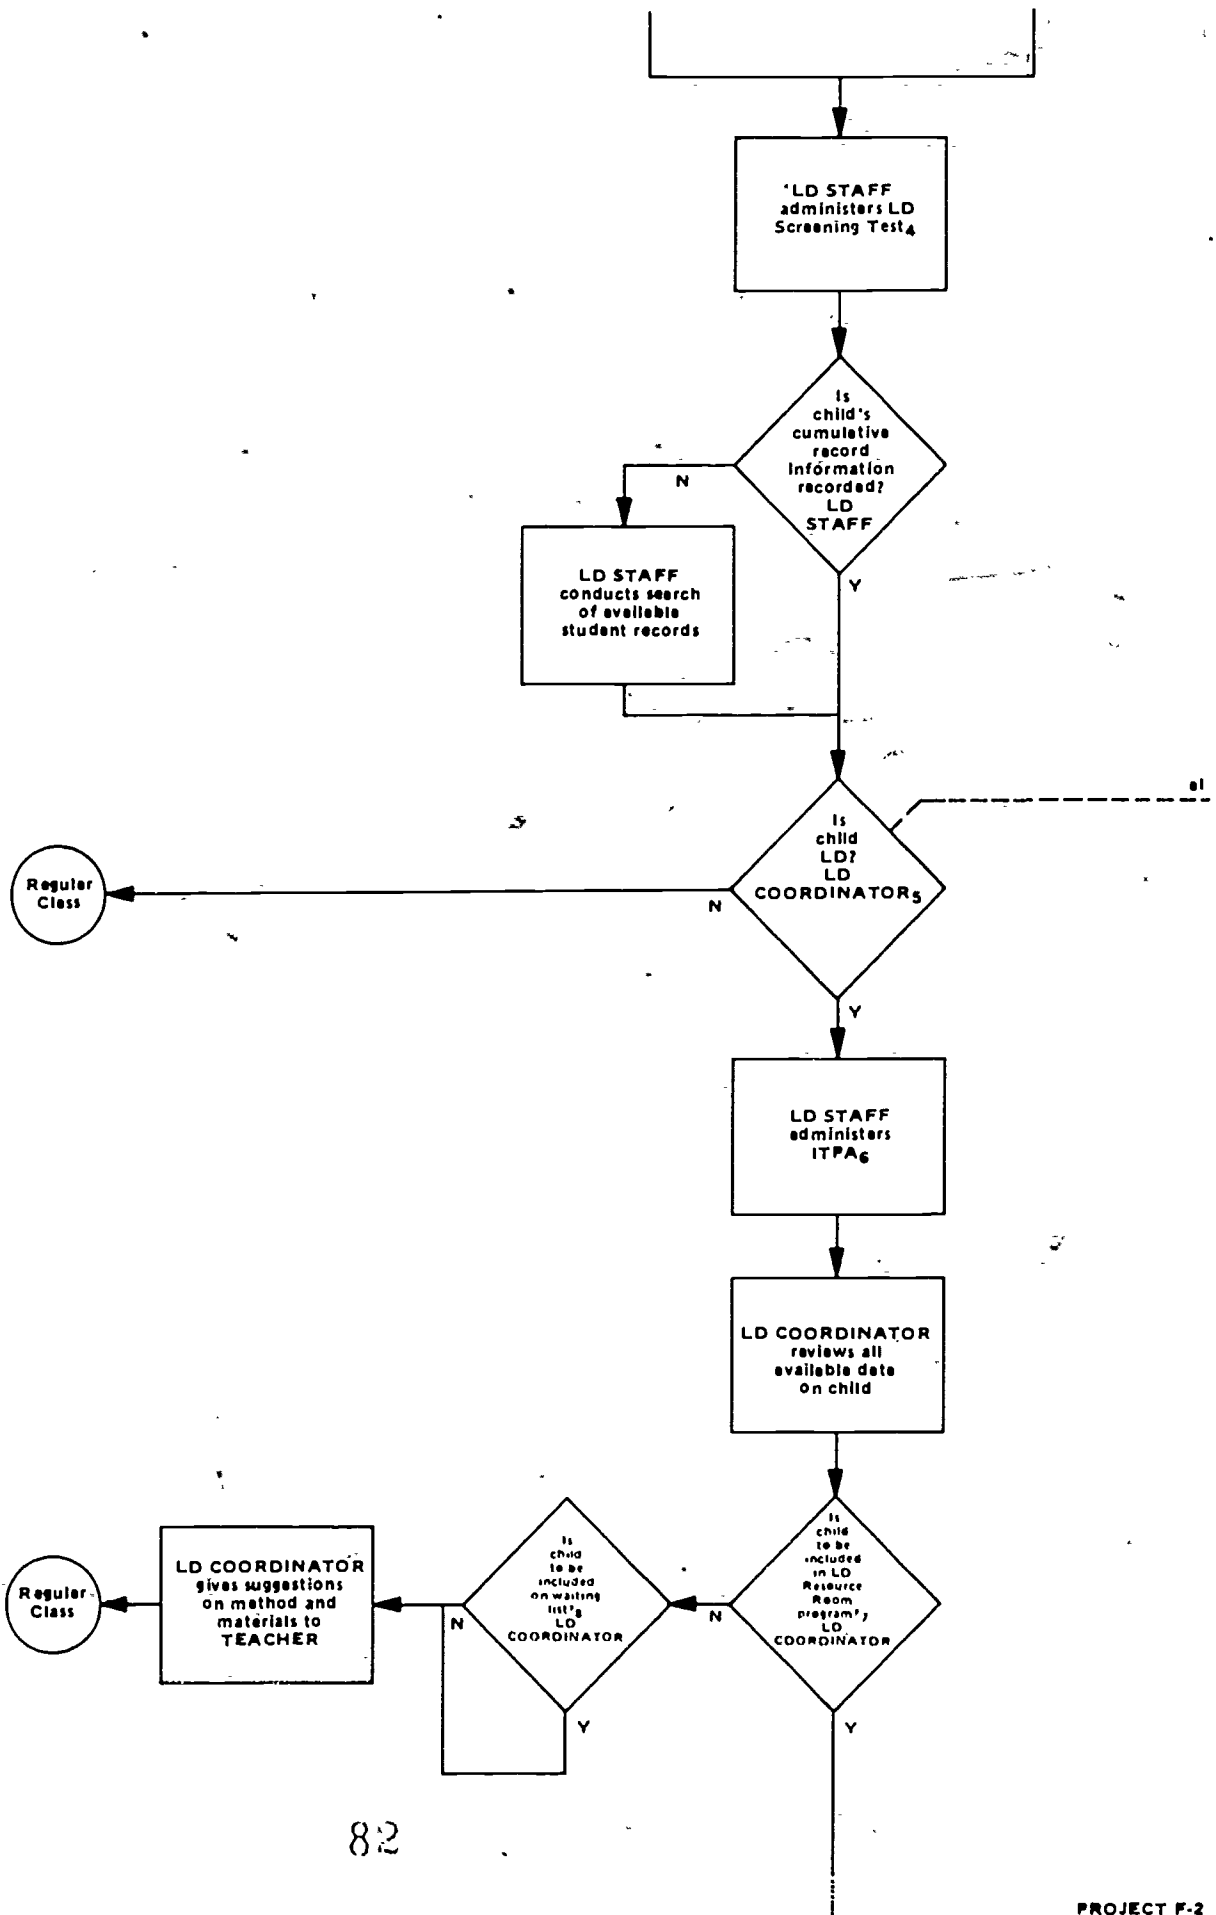 LD STAFF
administers LD
Screening Test4
Is
child's
cumulative
record
Information
recorded?
LD
STAFF
N
Y
LD STAFF
conducts search
of available
student records
el
Is
child
LD?
LD
COORDINATOR5
N
Y
Regular
Class
LD STAFF
administers
ITPA6
LD COORDINATOR
reviews all
available data
on child
Is
child
to be
included
in LD
Resource
Room
program?7
LD
COORDINATOR
N
Y
Is
child
to be
included
on waiting
list?8
LD
COORDINATOR
N
Y
LD COORDINATOR
gives suggestions
on method and
materials to
TEACHER
Regular
Class
82
PROJECT F-2